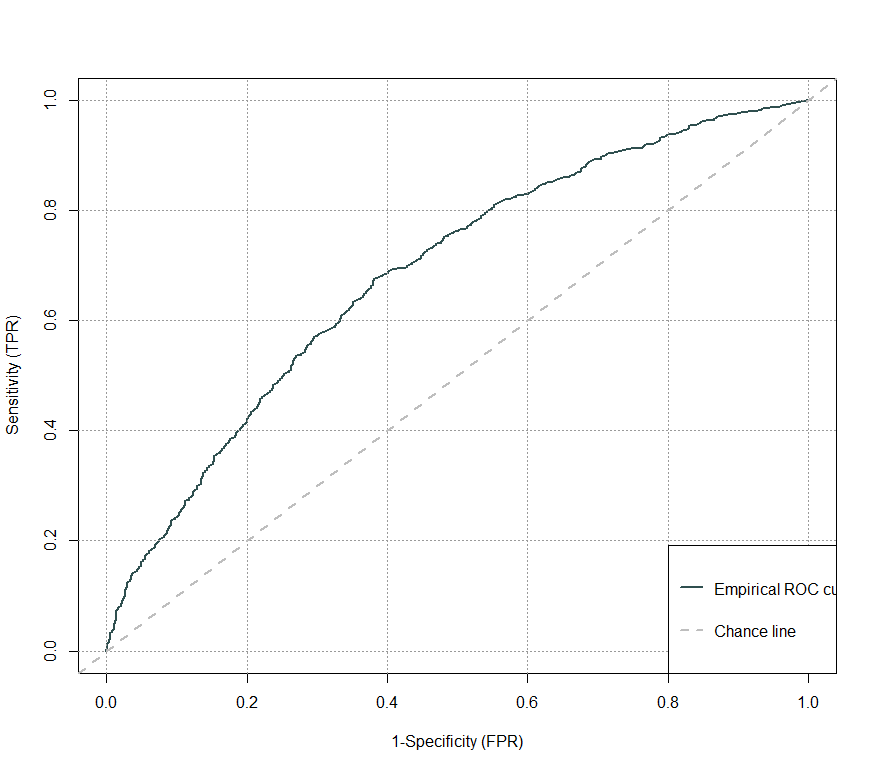 1.0
0.8
0.6
0.4
0.2
0.0
Sensitivity (TPR)
Empirical ROC cu
Chance line
0.0 0.2 0.4 0.6 0.8 1.0
1-Specificity (FPR)